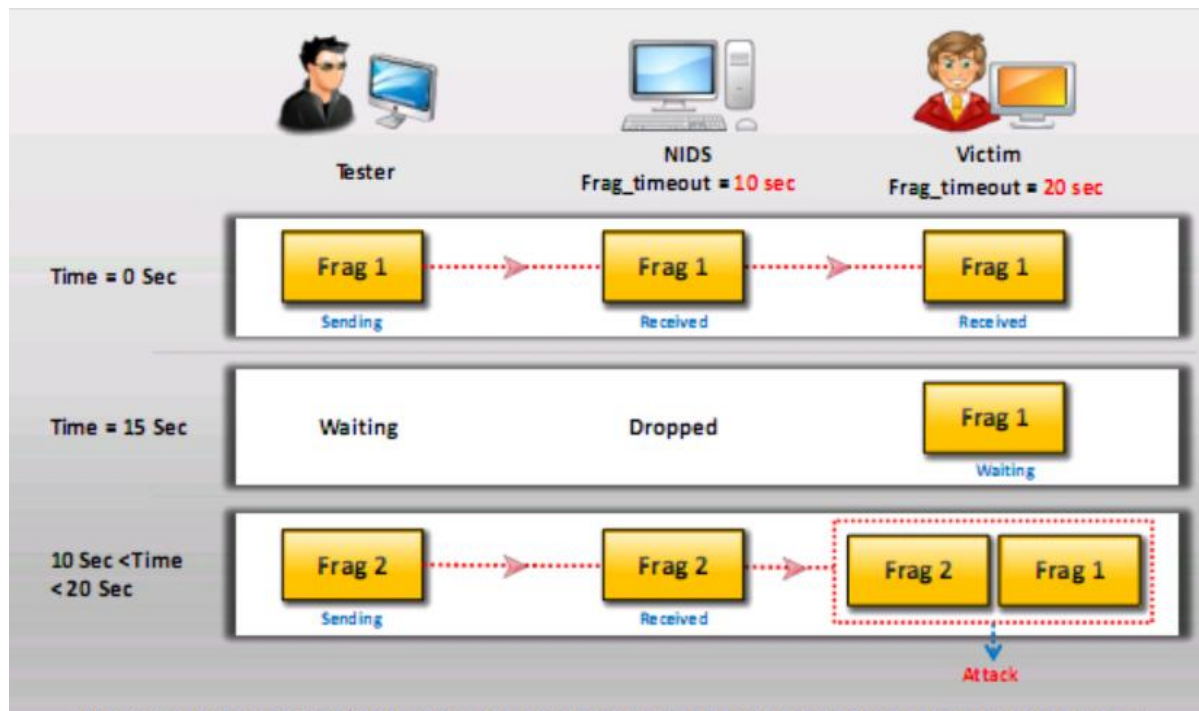 Tester
NIDS
Frag_timeout = 10 sec
Victim
Frag_timeout = 20 sec
Time = 0 Sec
Frag 1
Frag 1
Frag 1
Sending
Received
Received
Time = 15 Sec
Waiting
Dropped
Frag 1
Waiting
10 Sec <Time
<20 Sec
Frag 2
Frag 2
Frag 2
Frag 1
Sending
Received
Attack